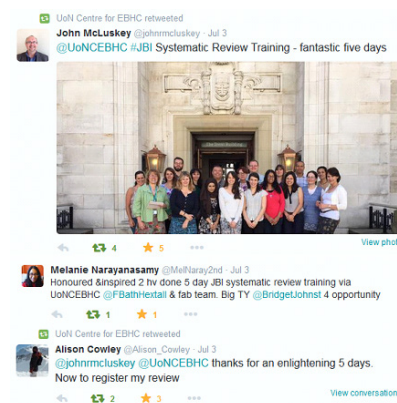 UoN Centre for EBHC retweeted
John McLuskey @johnrmcluskey · Jul 3
@UoNCEBHC #JBI Systematic Review Training - fantastic five days
4 5
View phot
Melanie Narayanasamy @MelNaray2nd · Jul 3
Honoured &inspired 2 hv done 5 day JBI systematic review training via
UoNCEBHC @FBathHextall & fab team. Big TY @BridgetJohnst 4 opportunity
1 1
UoN Centre for EBHC retweeted
Alison Cowley @Alison_Cowley · Jul 3
@johnrmcluskey @UoNCEBHC thanks for an enlightening 5 days.
Now to register my review
View conversation
2 3